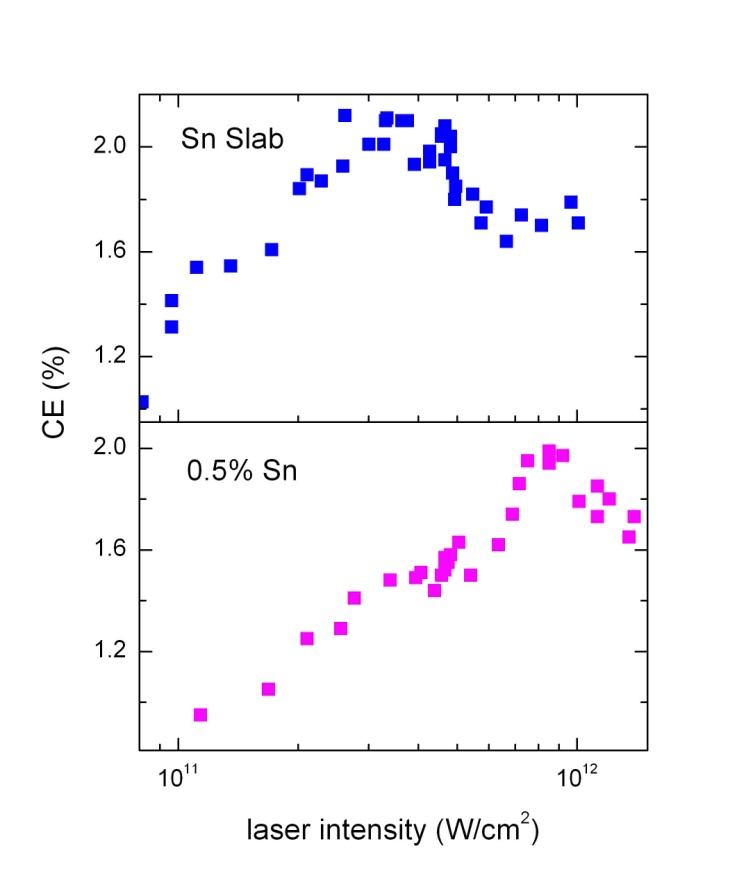 Sn Slab
2.0
1.6
1.2
CE (%)
0.5% Sn
2.0
1.6
1.2
10¹¹ 10¹²
laser intensity (W/cm²)